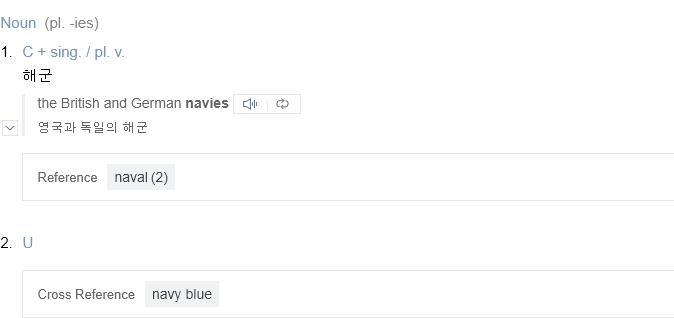 Noun (pl. -ies)
1. C + sing. / pl. v.
해군
the British and German navies
영국과 독일의 해군
Reference naval (2)
2. U
Cross Reference navy blue